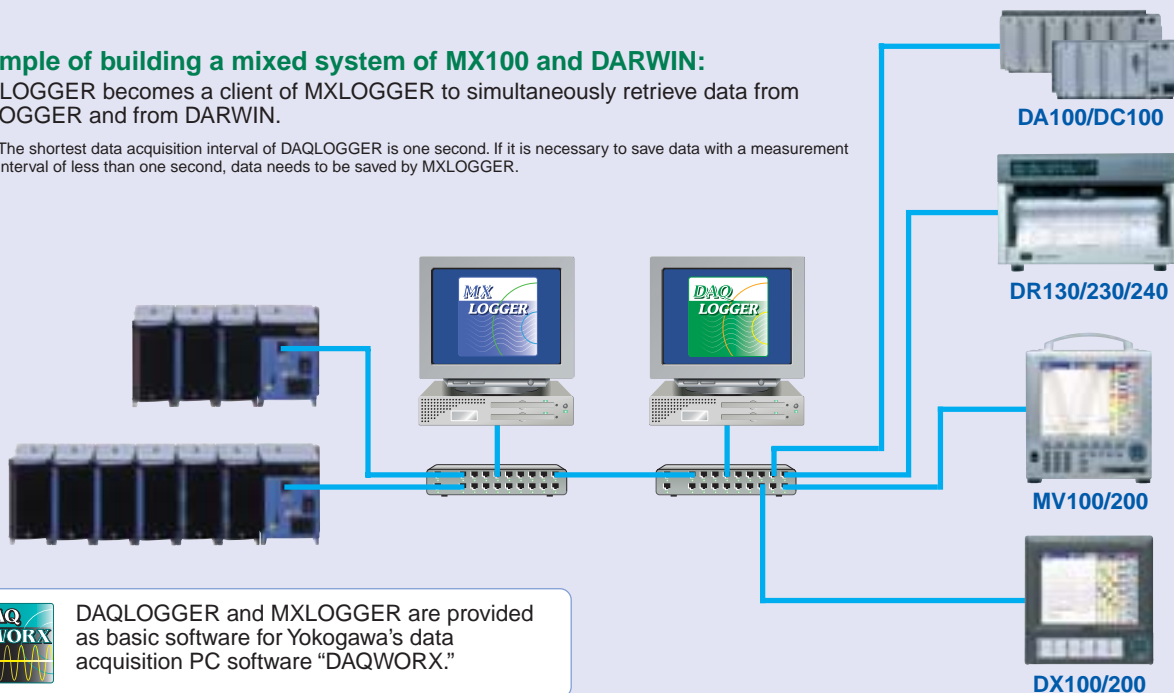 mple of building a mixed system of MX100 and DARWIN:
LOGGER becomes a client of MXLOGGER to simultaneously retrieve data from
OGGER and from DARWIN.
The shortest data acquisition interval of DAQLOGGER is one second. If it is necessary to save data with a measurement
interval of less than one second, data needs to be saved by MXLOGGER.
DA100/DC100
DR130/230/240
MX
LOGGER
DAQ
LOGGER
MV100/200
AQ
WORX
DAQLOGGER and MXLOGGER are provided
as basic software for Yokogawa's data
acquisition PC software “DAQWORX.”
DX100/200